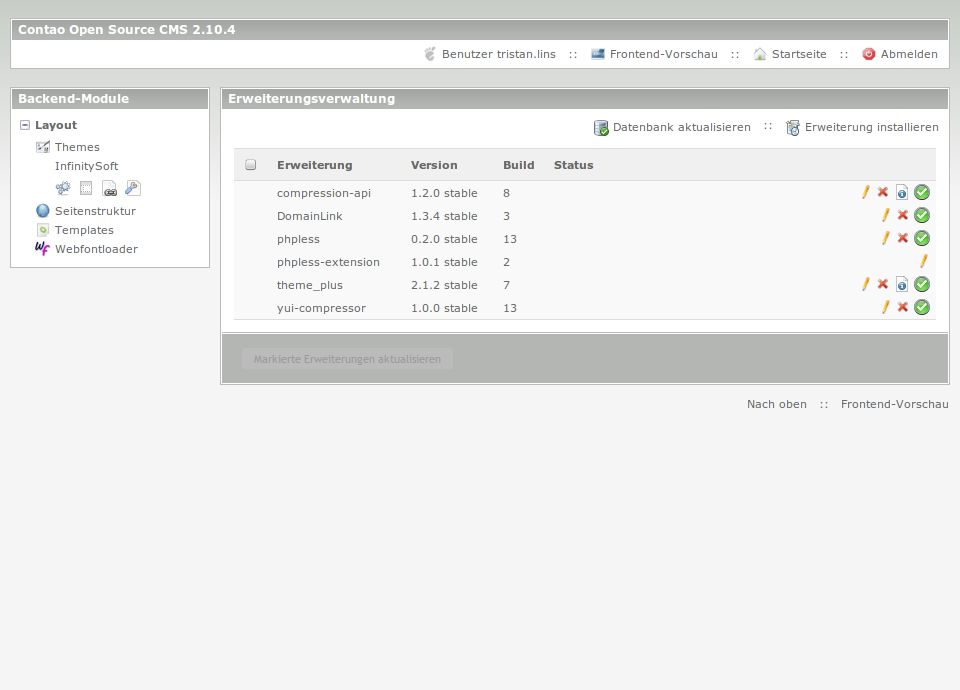 Contao Open Source CMS 2.10.4
Benutzer tristan.lins :: Frontend-Vorschau :: Startseite :: Abmelden
Backend-Module
Layout
Themes
InfinitySoft
Seitenstruktur
Templates
Webfontloader
Erweiterungsverwaltung
Datenbank aktualisieren :: Erweiterung installieren
Erweiterung Version Build Status
compression-api 1.2.0 stable 8
DomainLink 1.3.4 stable 3
phpless 0.2.0 stable 13
phpless-extension 1.0.1 stable 2
theme_plus 2.1.2 stable 7
yui-compressor 1.0.0 stable 13
Markierte Erweiterungen aktualisieren
Nach oben :: Frontend-Vorschau